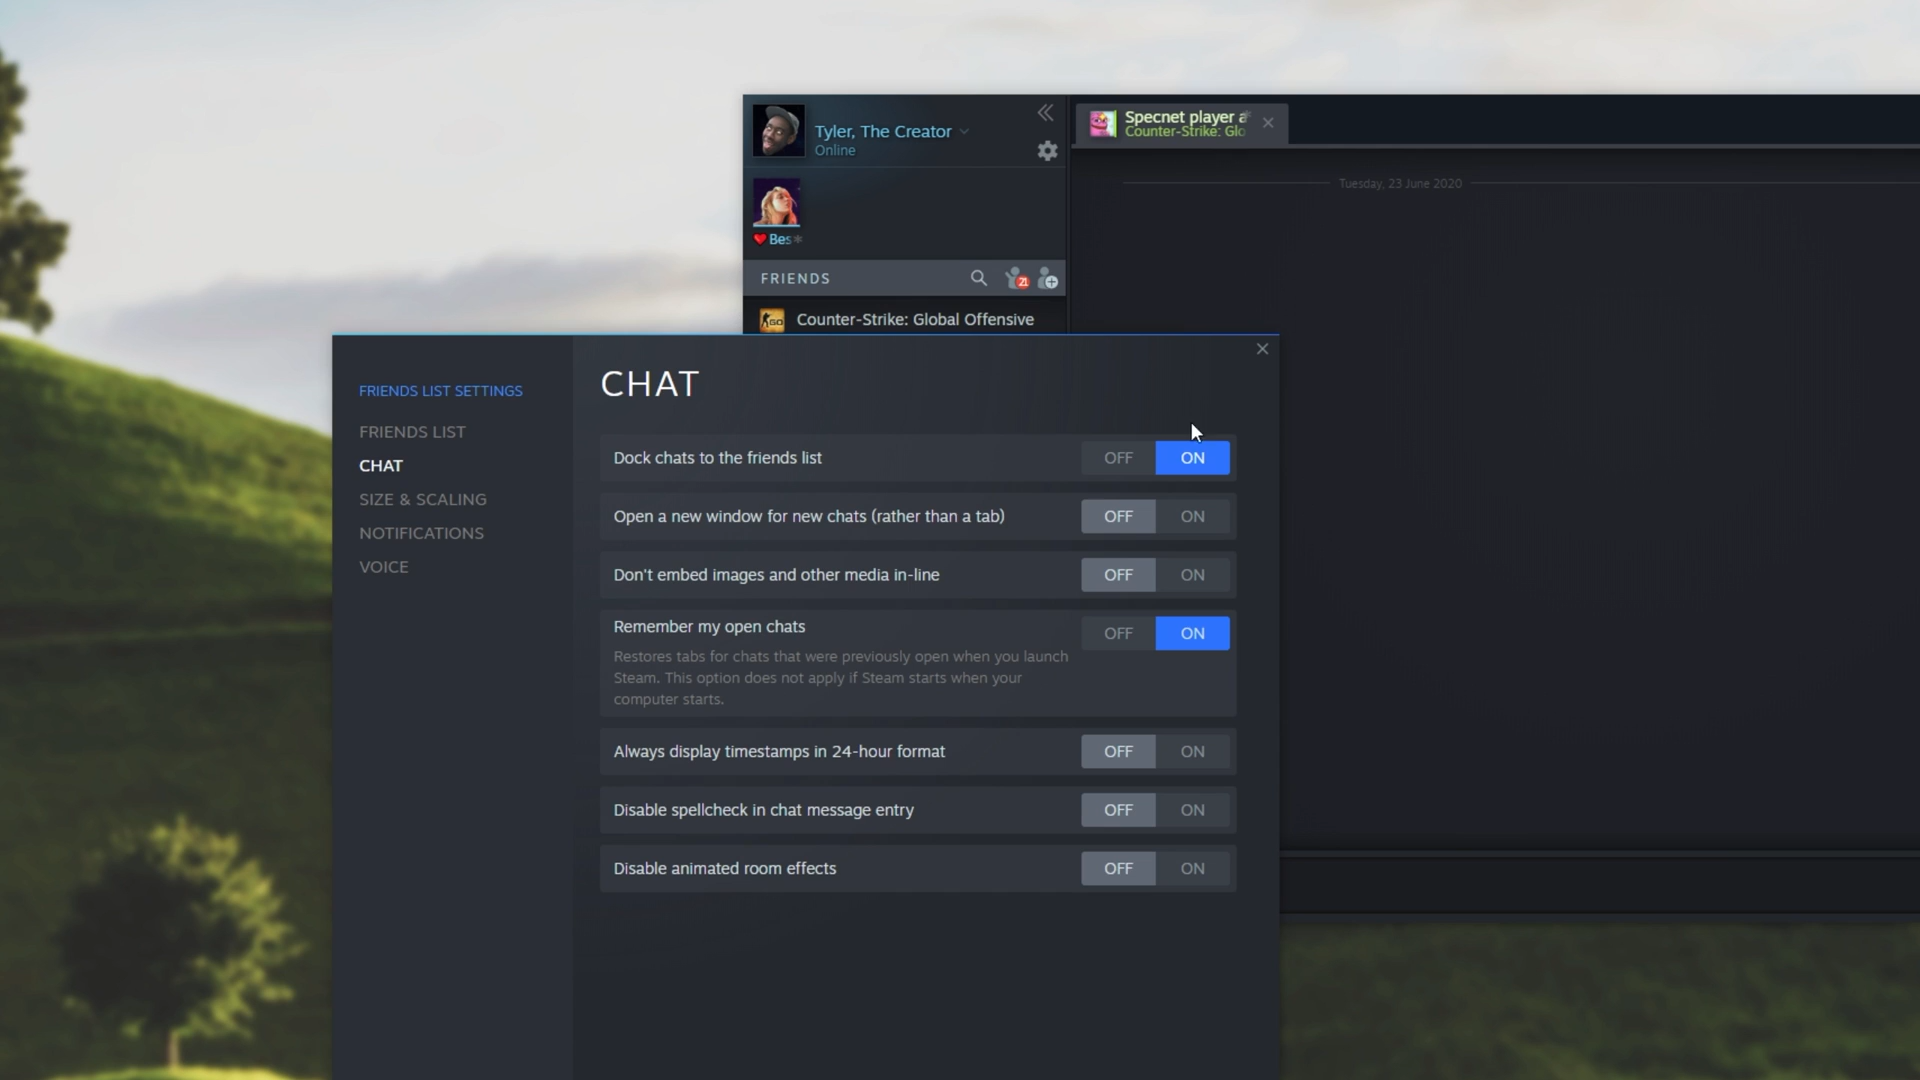 Tyler, The Creator
Online
Bes
FRIENDS
21
GO
Counter-Strike: Global Offensive
Specnet player a
Counter-Strike: Glo
Tuesday, 23 June 2020
FRIENDS LIST SETTINGS
FRIENDS LIST
CHAT
SIZE & SCALING
NOTIFICATIONS
VOICE
CHAT
Dock chats to the friends list OFF ON
Open a new window for new chats (rather than a tab) OFF ON
Don't embed images and other media in-line OFF ON
Remember my open chats OFF ON
Restores tabs for chats that were previously open when you launch
Steam. This option does not apply if Steam starts when your
computer starts.
Always display timestamps in 24-hour format OFF ON
Disable spellcheck in chat message entry OFF ON
Disable animated room effects OFF ON